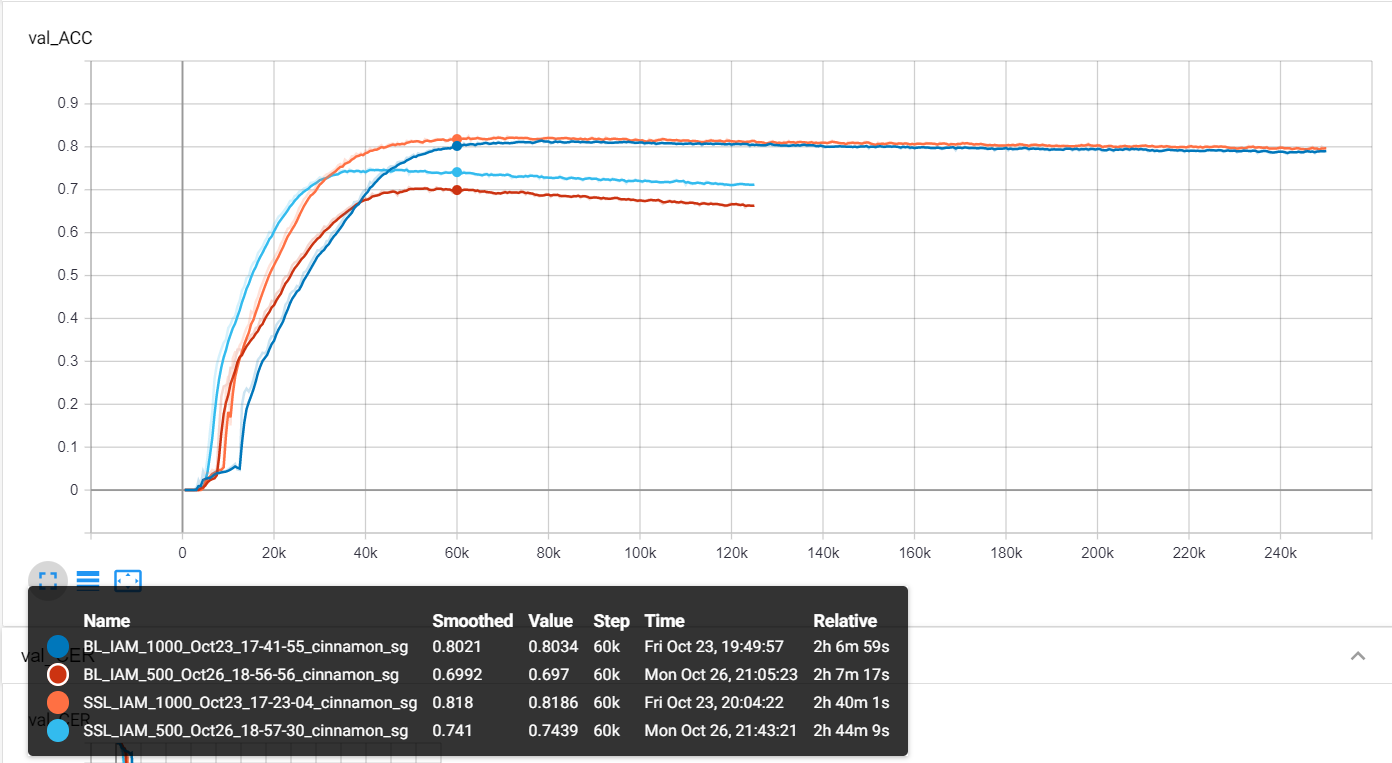 val_ACC
0.9
0.8
0.7
0.6
0.5
0.4
0.3
0.2
0.1
0
0 20k 40k 60k 80k 100k 120k 140k 160k 180k 200k 220k 240k
Name Smoothed Value Step Time Relative
BL_IAM_1000_Oct23_17-41-55_cinnamon_sg 0.8021 0.8034 60k Fri Oct 23, 19:49:57 2h 6m 59s
val_CER
BL_IAM_500_Oct26_18-56-56_cinnamon_sg 0.6992 0.697 60k Mon Oct 26, 21:05:23 2h 7m 17s
SSL_IAM_1000_Oct23_17-23-04_cinnamon_sg 0.818 0.8186 60k Fri Oct 23, 20:04:22 2h 40m 1s
val_CER
SSL_IAM_500_Oct26_18-57-30_cinnamon_sg 0.741 0.7439 60k Mon Oct 26, 21:43:21 2h 44m 9s